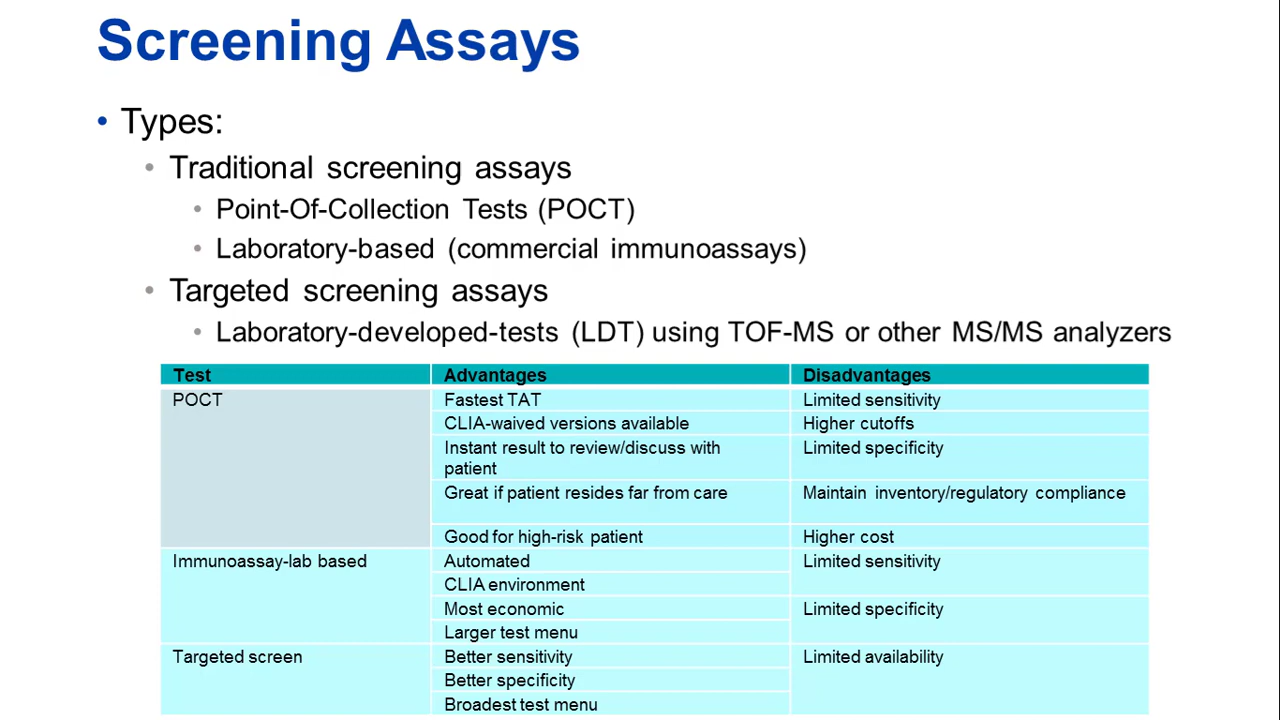 Screening Assays
• Types:
• Traditional screening assays
• Point-Of-Collection Tests (POCT)
• Laboratory-based (commercial immunoassays)
• Targeted screening assays
• Laboratory-developed-tests (LDT) using TOF-MS or other MS/MS analyzers
Test Advantages Disadvantages
POCT Fastest TAT Limited sensitivity
CLIA-waived versions available Higher cutoffs
Instant result to review/discuss with Limited specificity
patient
Great if patient resides far from care Maintain inventory/regulatory compliance
Good for high-risk patient Higher cost
Immunoassay-lab based Automated Limited sensitivity
CLIA environment
Most economic Limited specificity
Larger test menu
Targeted screen Better sensitivity Limited availability
Better specificity
Broadest test menu